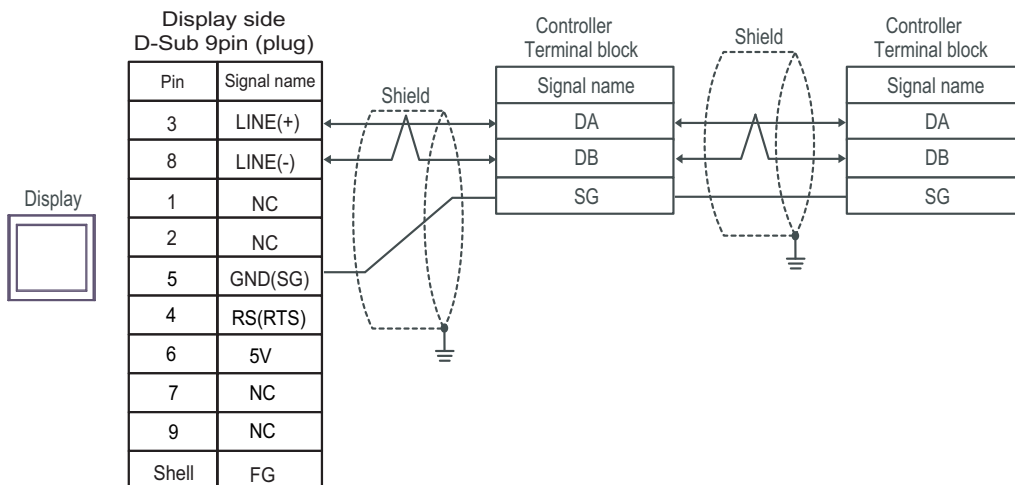 Display side
D-Sub 9pin (plug)
Pin Signal name
3 LINE(+)
8 LINE(-)
1 NC
2 NC
5 GND(SG)
4 RS(RTS)
6 5V
7 NC
9 NC
Shell FG
Display
Shield
Controller
Terminal block
Signal name
DA
DB
SG
Shield
Controller
Terminal block
Signal name
DA
DB
SG